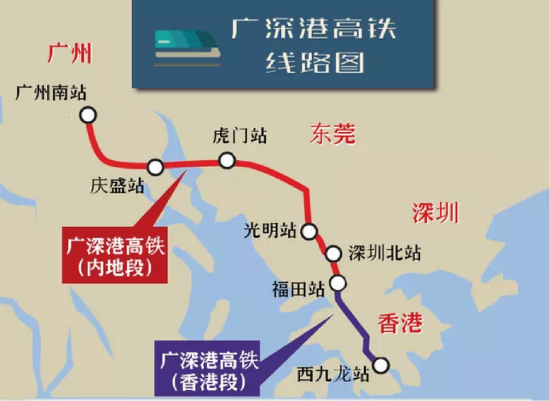 广深港高铁
线路图
广州
广州南站
虎门站
东莞
庆盛站
深圳
广深港高铁
(内地段)
光明站
深圳北站
福田站
香港
广深港高铁
(香港段)
西九龙站